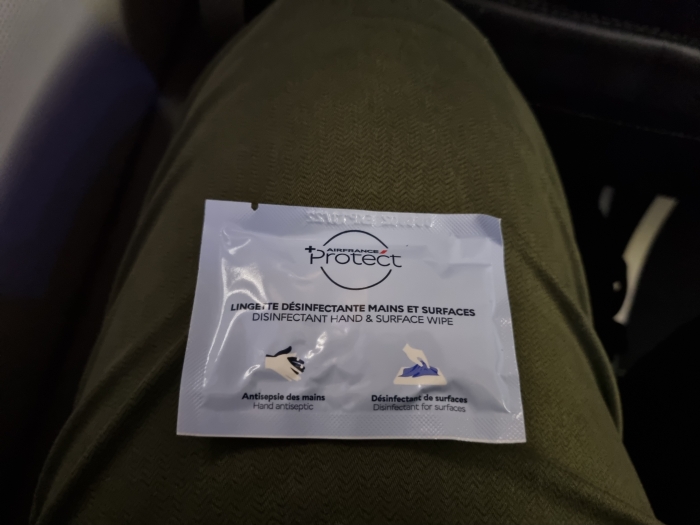 AIRFRANCE
+Protect
LINGETTE DÉSINFECTANTE MAINS ET SURFACES
DISINFECTANT HAND & SURFACE WIPE
Antisepsie des mains
Hand antiseptic
Désinfectant de surfaces
Disinfectant for surfaces